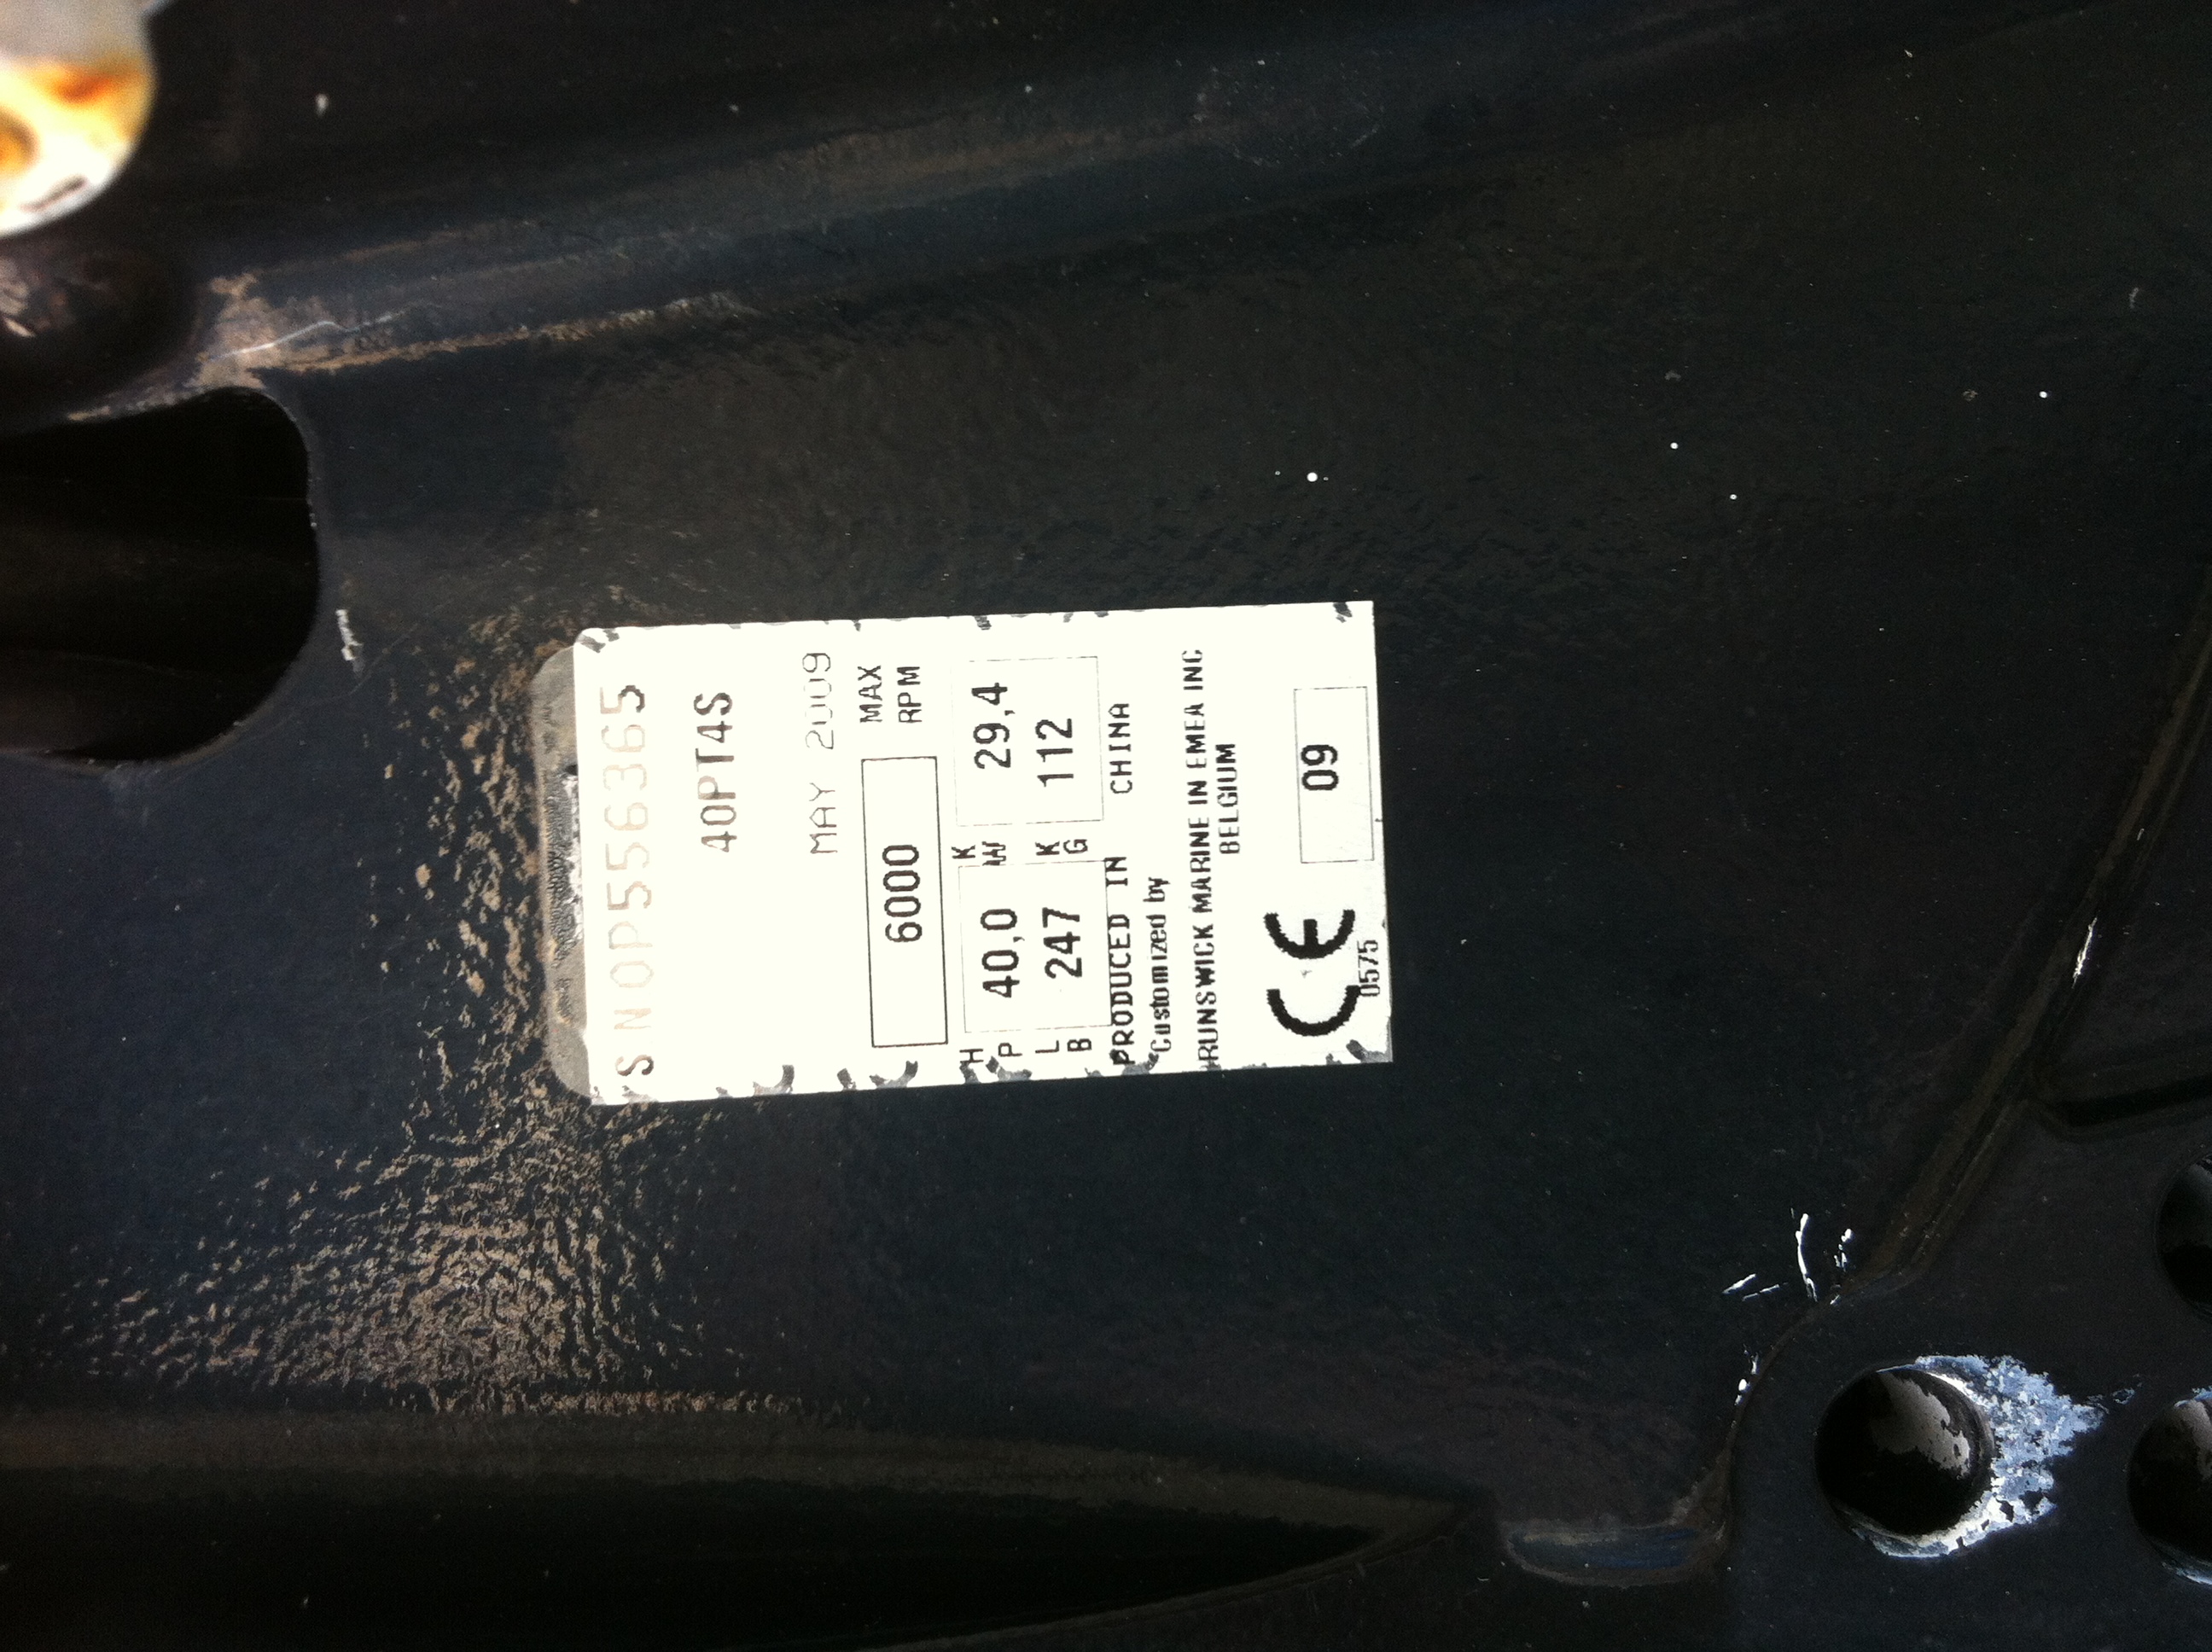 S N 0P556365
40PT4S
MAY 2009
6000 MAX RPM
H P 40,0 K W 29,4
L B 247 K G 112
PRODUCED IN CHINA
Customized by
BRUNSWICK MARINE IN EMEA INC
BELGIUM
CE 09
0575